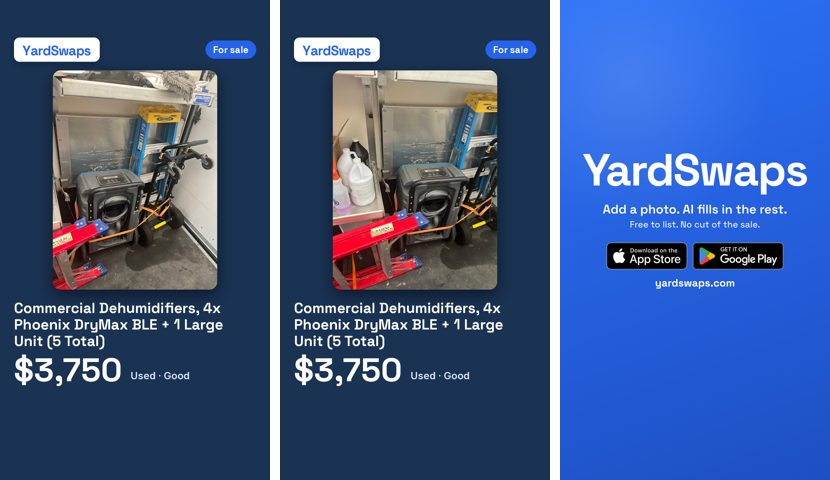 YardSwaps
For sale
Commercial Dehumidifiers, 4x
Phoenix DryMax BLE + 1 Large
Unit (5 Total)
$3,750 Used · Good
YardSwaps
For sale
Commercial Dehumidifiers, 4x
Phoenix DryMax BLE + 1 Large
Unit (5 Total)
$3,750 Used · Good
YardSwaps
Add a photo. AI fills in the rest.
Free to list. No cut of the sale.
Download on the
App Store
GET IT ON
Google Play
yardswaps.com